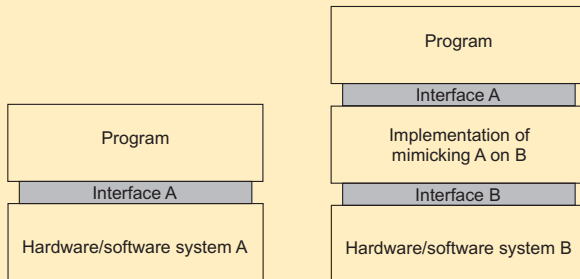 Program
Interface A
Hardware/software system A
Program
Interface A
Implementation of
mimicking A on B
Interface B
Hardware/software system B